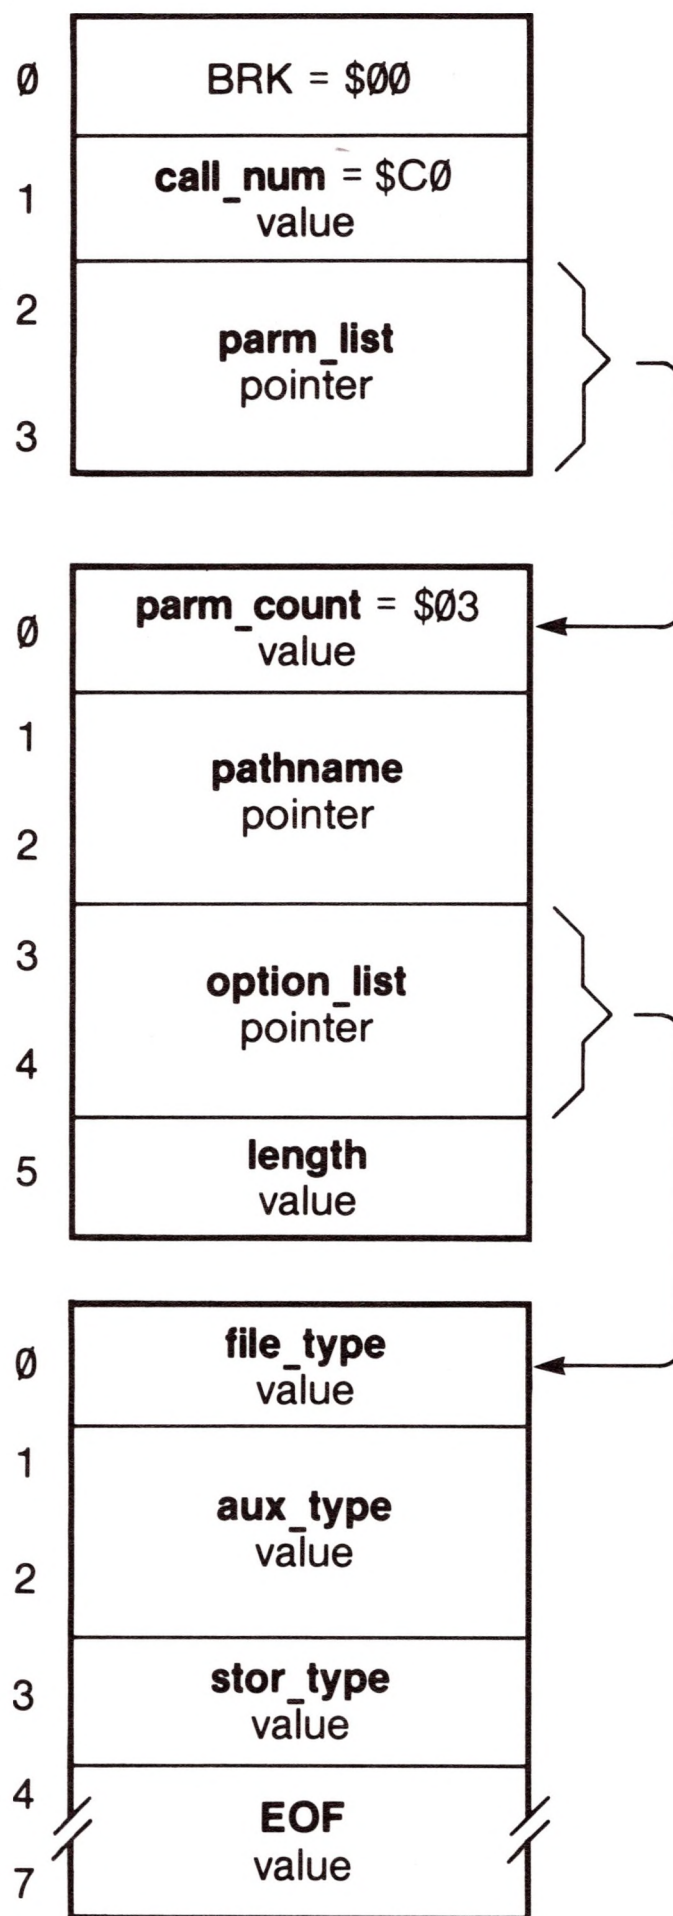 Ø
BRK = $ØØ
1
call_num = $CØ
value
2
parm_list
pointer
3
Ø
parm_count = $Ø3
value
1
pathname
pointer
2
3
option_list
pointer
4
5
length
value
Ø
file_type
value
1
aux_type
value
2
3
stor_type
value
4
EOF
value
7